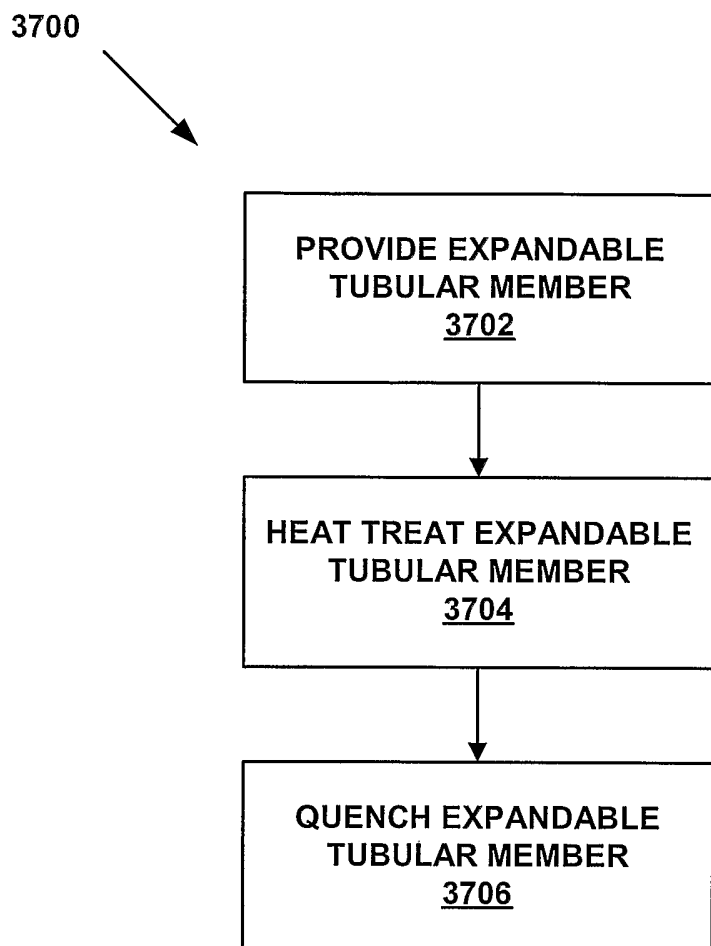 3700
PROVIDE EXPANDABLE
TUBULAR MEMBER
3702
HEAT TREAT EXPANDABLE
TUBULAR MEMBER
3704
QUENCH EXPANDABLE
TUBULAR MEMBER
3706